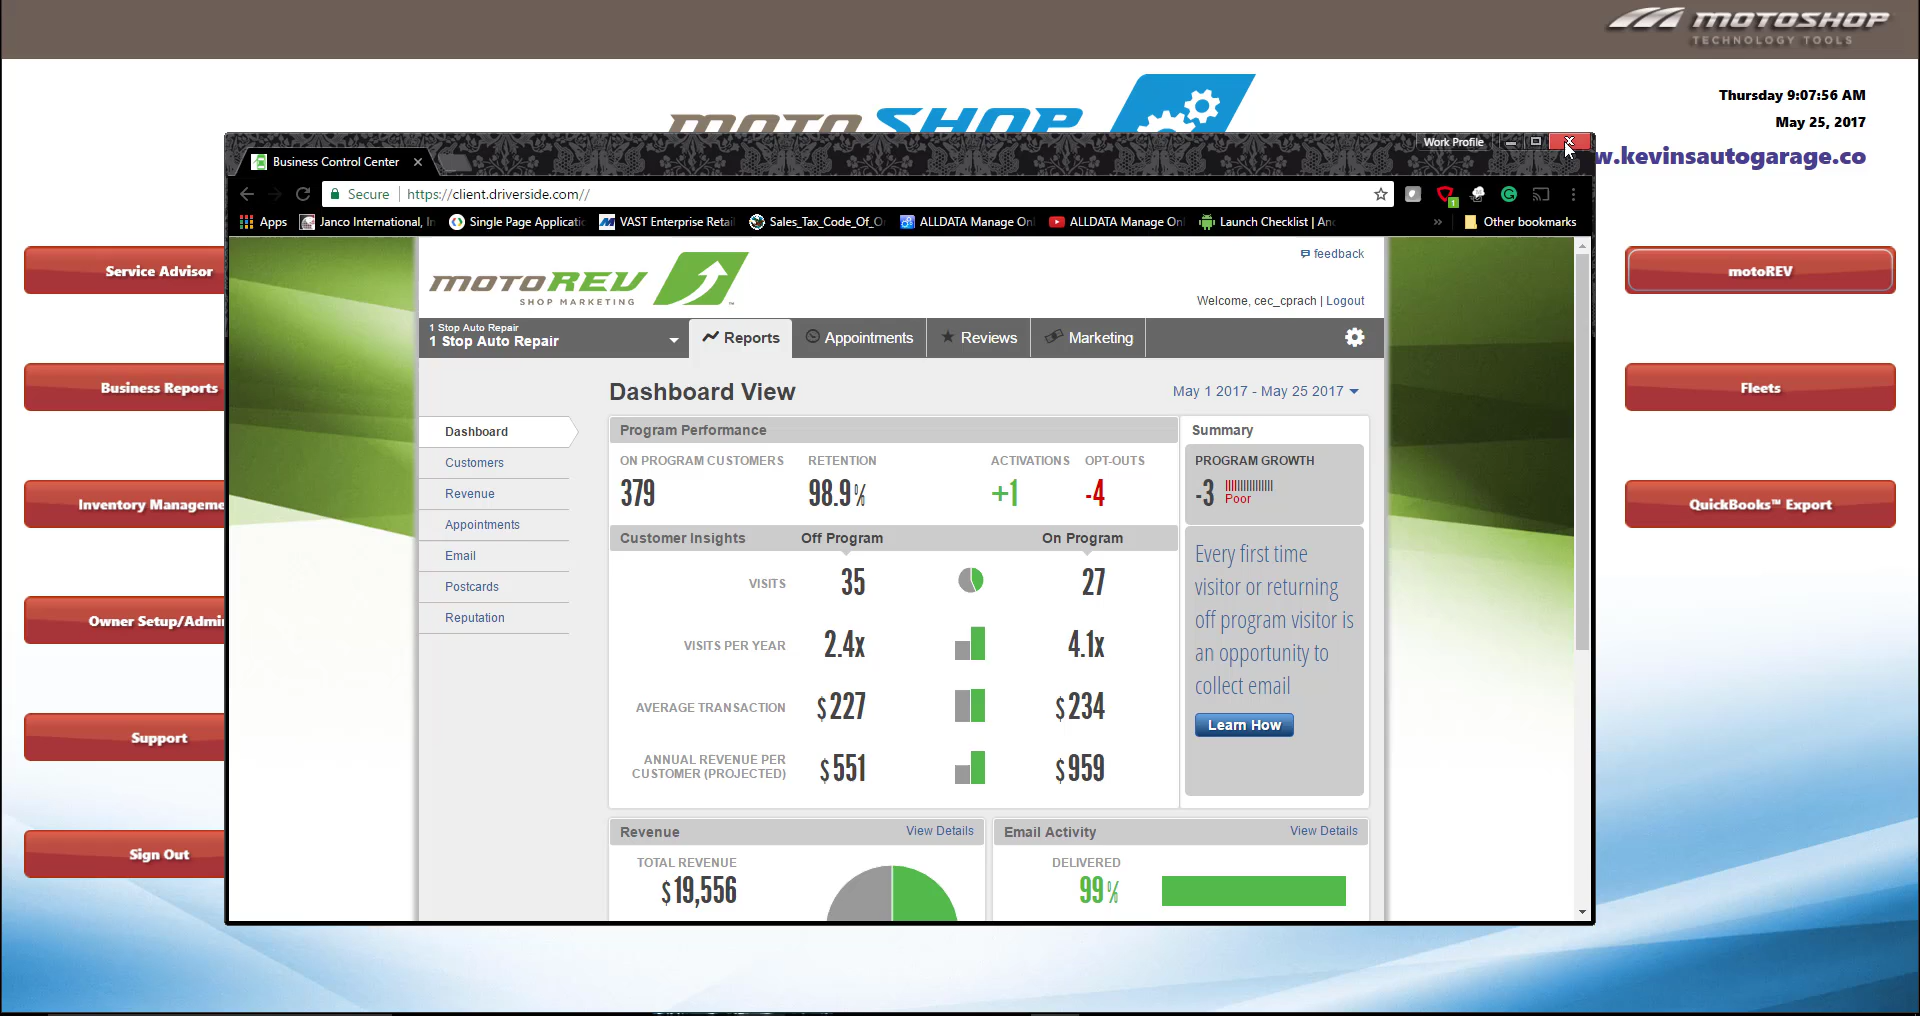 MOTOSHOP
TECHNOLOGY TOOLS
Thursday 9:07:56 AM
May 25, 2017
w.kevinsautogarage.co
MOTO SHOP
Work Profile
Business Control Center
Secure https://client.driverside.com//
Apps Janco International, In Single Page Applicati VAST Enterprise Retai Sales_Tax_Code_Of_O ALLDATA Manage Onl ALLDATA Manage Onl Launch Checklist | And » Other bookmarks
Service Advisor
Business Reports
Inventory Manageme
Owner Setup/Admin
Support
Sign Out
motoREV
Fleets
QuickBooks™ Export
MOTOREV
SHOP MARKETING
feedback
Welcome, cec_cprach | Logout
1 Stop Auto Repair
1 Stop Auto Repair
Reports Appointments Reviews Marketing
Dashboard
Customers
Revenue
Appointments
Email
Postcards
Reputation
Dashboard View
May 1 2017 - May 25 2017
Program Performance
ON PROGRAM CUSTOMERS RETENTION ACTIVATIONS OPT-OUTS
379 98.9% +1 -4
Customer Insights Off Program On Program
VISITS 35 27
VISITS PER YEAR 2.4x 4.1x
AVERAGE TRANSACTION $227 $234
ANNUAL REVENUE PER
CUSTOMER (PROJECTED) $551 $959
Summary
PROGRAM GROWTH
-3 Poor
Every first time
visitor or returning
off program visitor is
an opportunity to
collect email
Learn How
Revenue View Details
TOTAL REVENUE
$19,556
Email Activity View Details
DELIVERED
99%